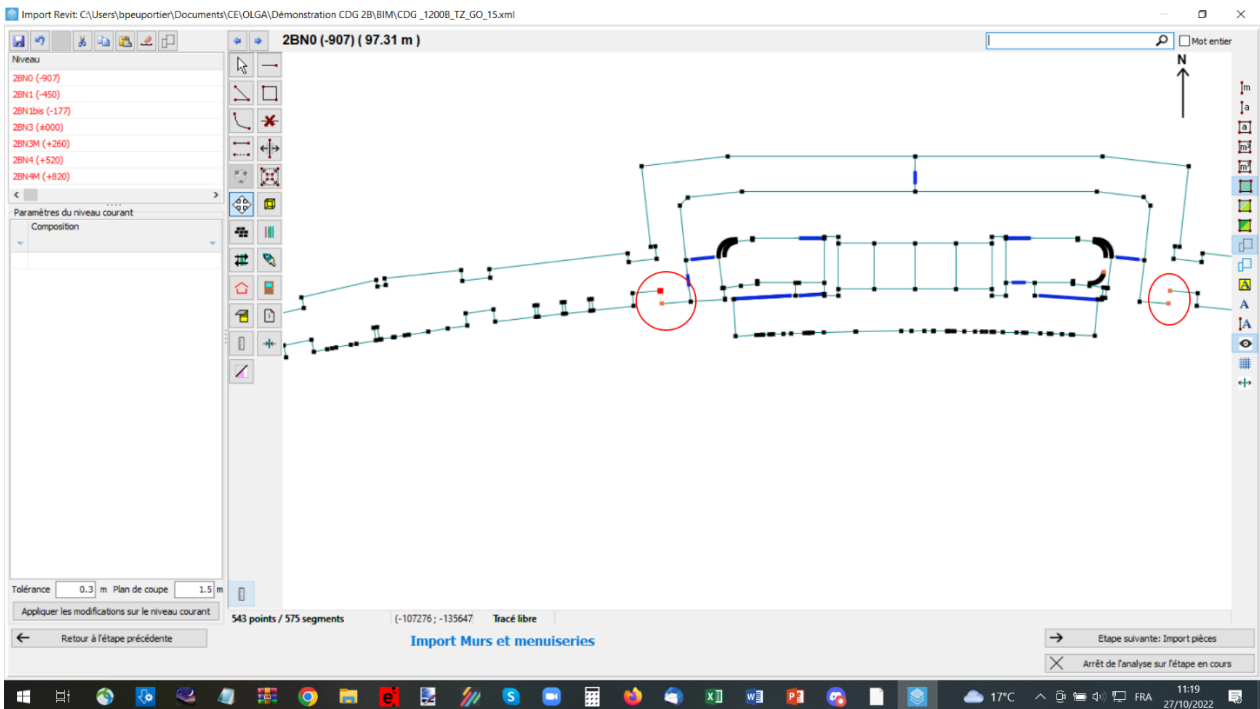 Import Revit: C:\Users\bpeuportier\Documents\CE\OLGA\Démonstration CDG 2B\BIM\CDG _1200B_TZ_GO_15.xml
2BN0 (-907) ( 97.31 m )
Mot entier
Niveau
2BN0 (-907)
2BN1 (-450)
2BN1bis (-177)
2BN3 (±000)
2BN3M (+260)
2BN4 (+520)
2BN4M (+820)
Paramètres du niveau courant
Composition
N
Tolérance 0.3 m Plan de coupe 1.5 m
Appliquer les modifications sur le niveau courant
543 points / 575 segments (-107276 ; -135647 Tracé libre
Retour à l'étape précédente
Import Murs et menuiseries
Etape suivante: Import pièces
Arrêt de l'analyse sur l'étape en cours
17°C
FRA
11:19
27/10/2022